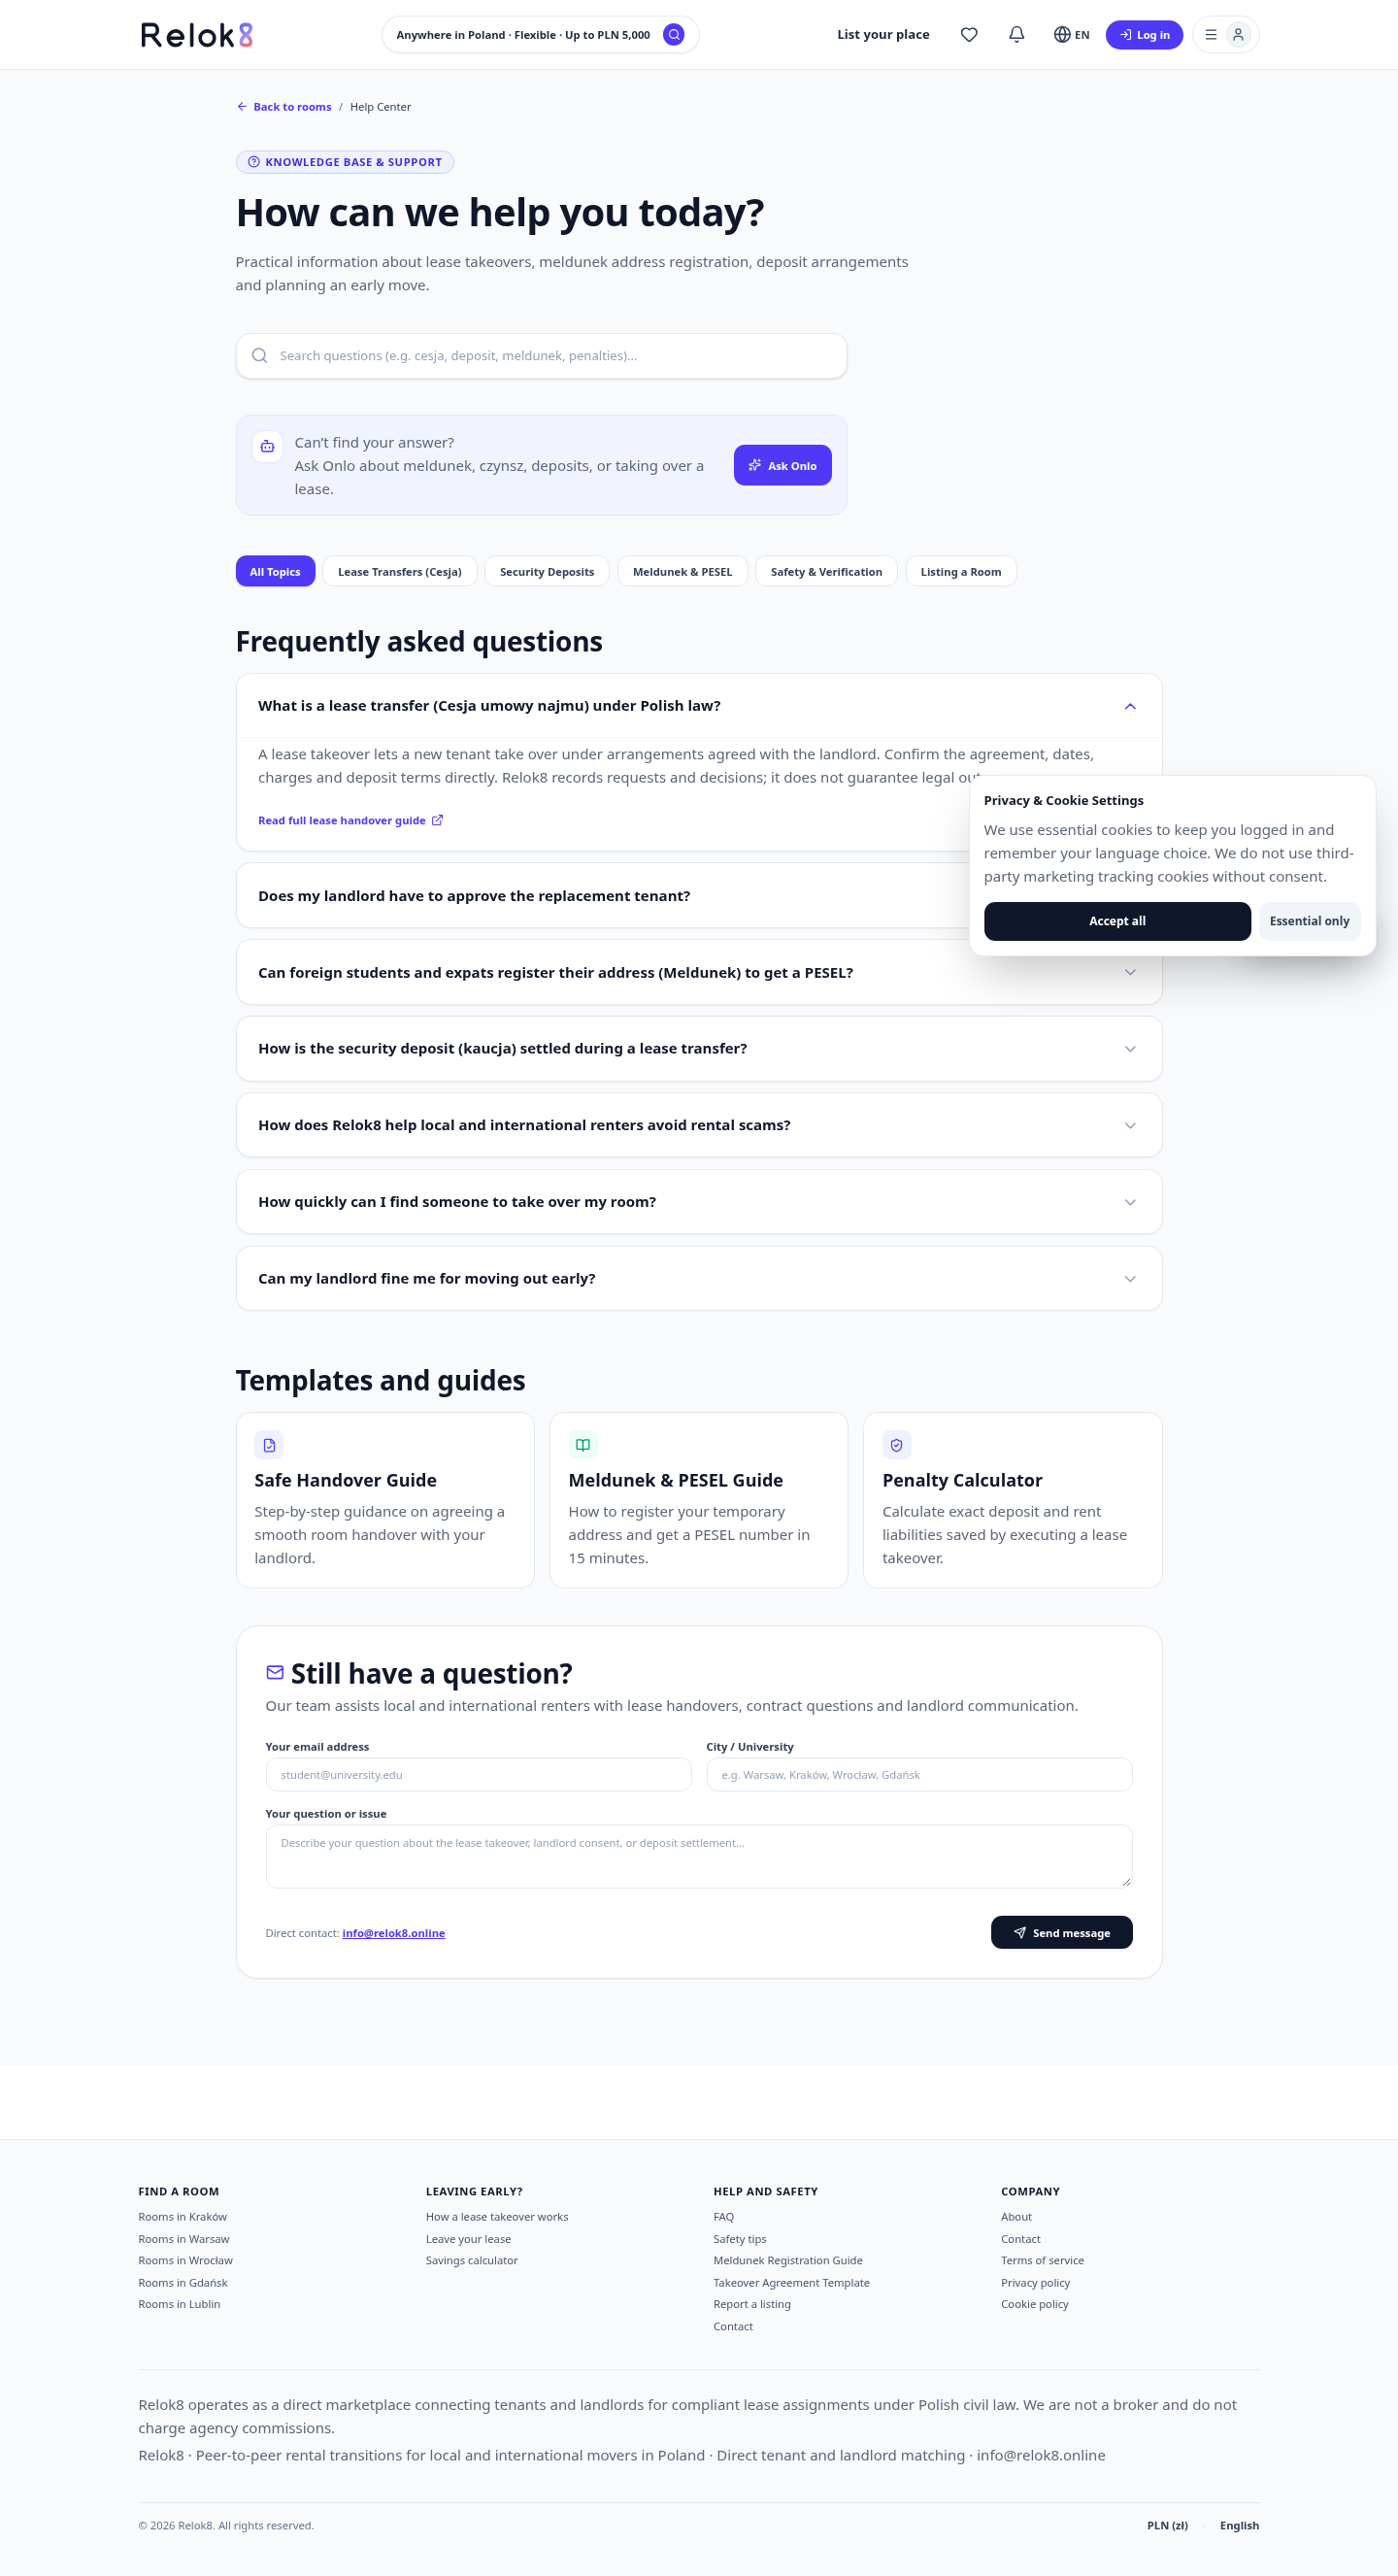 Relok8
Anywhere in Poland · Flexible · Up to PLN 5,000
List your place
EN
Log in
Back to rooms / Help Center
KNOWLEDGE BASE & SUPPORT
How can we help you today?
Practical information about lease takeovers, meldunek address registration, deposit arrangements
and planning an early move.
Search questions (e.g. cesja, deposit, meldunek, penalties)...
Can't find your answer?
Ask Onlo about meldunek, czynsz, deposits, or taking over a
lease.
Ask Onlo
All Topics
Lease Transfers (Cesja)
Security Deposits
Meldunek & PESEL
Safety & Verification
Listing a Room
Frequently asked questions
What is a lease transfer (Cesja umowy najmu) under Polish law?
A lease takeover lets a new tenant take over under arrangements agreed with the landlord. Confirm the agreement, dates,
charges and deposit terms directly. Relok8 records requests and decisions; it does not guarantee legal
Read full lease handover guide
Privacy & Cookie Settings
We use essential cookies to keep you logged in and
remember your language choice. We do not use third-
party marketing tracking cookies without consent.
Accept all
Essential only
Does my landlord have to approve the replacement tenant?
Can foreign students and expats register their address (Meldunek) to get a PESEL?
How is the security deposit (kaucja) settled during a lease transfer?
How does Relok8 help local and international renters avoid rental scams?
How quickly can I find someone to take over my room?
Can my landlord fine me for moving out early?
Templates and guides
Safe Handover Guide
Step-by-step guidance on agreeing a
smooth room handover with your
landlord.
Meldunek & PESEL Guide
How to register your temporary
address and get a PESEL number in
15 minutes.
Penalty Calculator
Calculate exact deposit and rent
liabilities saved by executing a lease
takeover.
Still have a question?
Our team assists local and international renters with lease handovers, contract questions and landlord communication.
Your email address
student@university.edu
City / University
e.g. Warsaw, Kraków, Wrocław, Gdańsk
Your question or issue
Describe your question about the lease takeover, landlord consent, or deposit settlement...
Direct contact: info@relok8.online
Send message
FIND A ROOM
Rooms in Kraków
Rooms in Warsaw
Rooms in Wrocław
Rooms in Gdańsk
Rooms in Lublin
LEAVING EARLY?
How a lease takeover works
Leave your lease
Savings calculator
HELP AND SAFETY
FAQ
Safety tips
Meldunek Registration Guide
Takeover Agreement Template
Report a listing
Contact
COMPANY
About
Contact
Terms of service
Privacy policy
Cookie policy
Relok8 operates as a direct marketplace connecting tenants and landlords for compliant lease assignments under Polish civil law. We are not a broker and do not
charge agency commissions.
Relok8 · Peer-to-peer rental transitions for local and international movers in Poland · Direct tenant and landlord matching · info@relok8.online
© 2026 Relok8. All rights reserved.
PLN (zł) · English